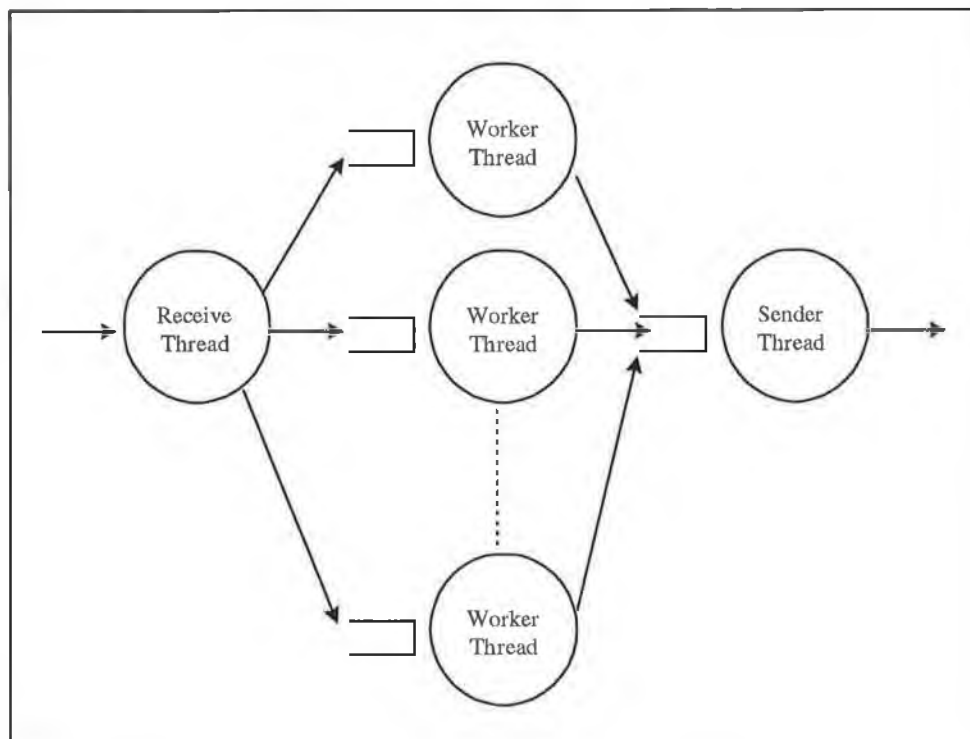 Worker
Thread
Receive
Thread
Worker
Thread
Sender
Thread
Worker
Thread